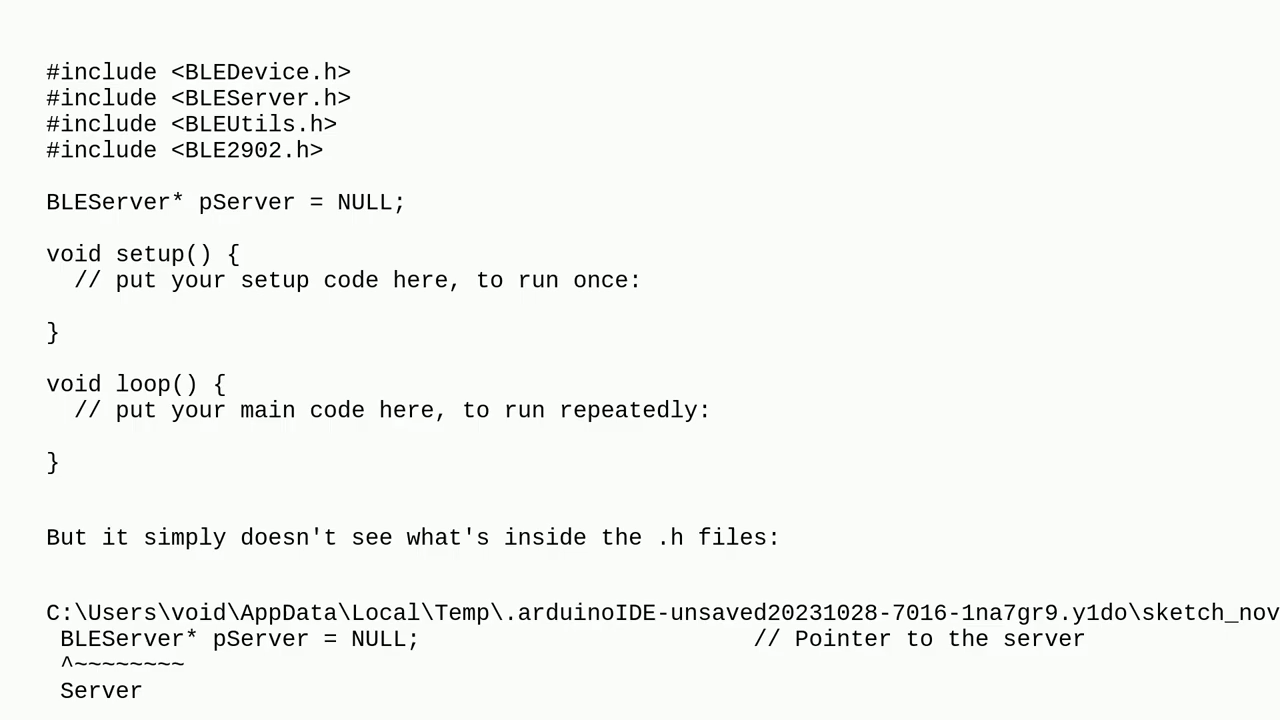 #include <BLEDevice.h>
#include <BLEServer.h>
#include <BLEUtils.h>
#include <BLE2902.h>

BLEServer* pServer = NULL;

void setup() {
  // put your setup code here, to run once:

}

void loop() {
  // put your main code here, to run repeatedly:

}

But it simply doesn't see what's inside the .h files:

C:\Users\void\AppData\Local\Temp\.arduinoIDE-unsaved20231028-7016-1na7gr9.y1do\sketch_nov
 BLEServer* pServer = NULL;                        // Pointer to the server
 ^~~~~~~~~
 Server